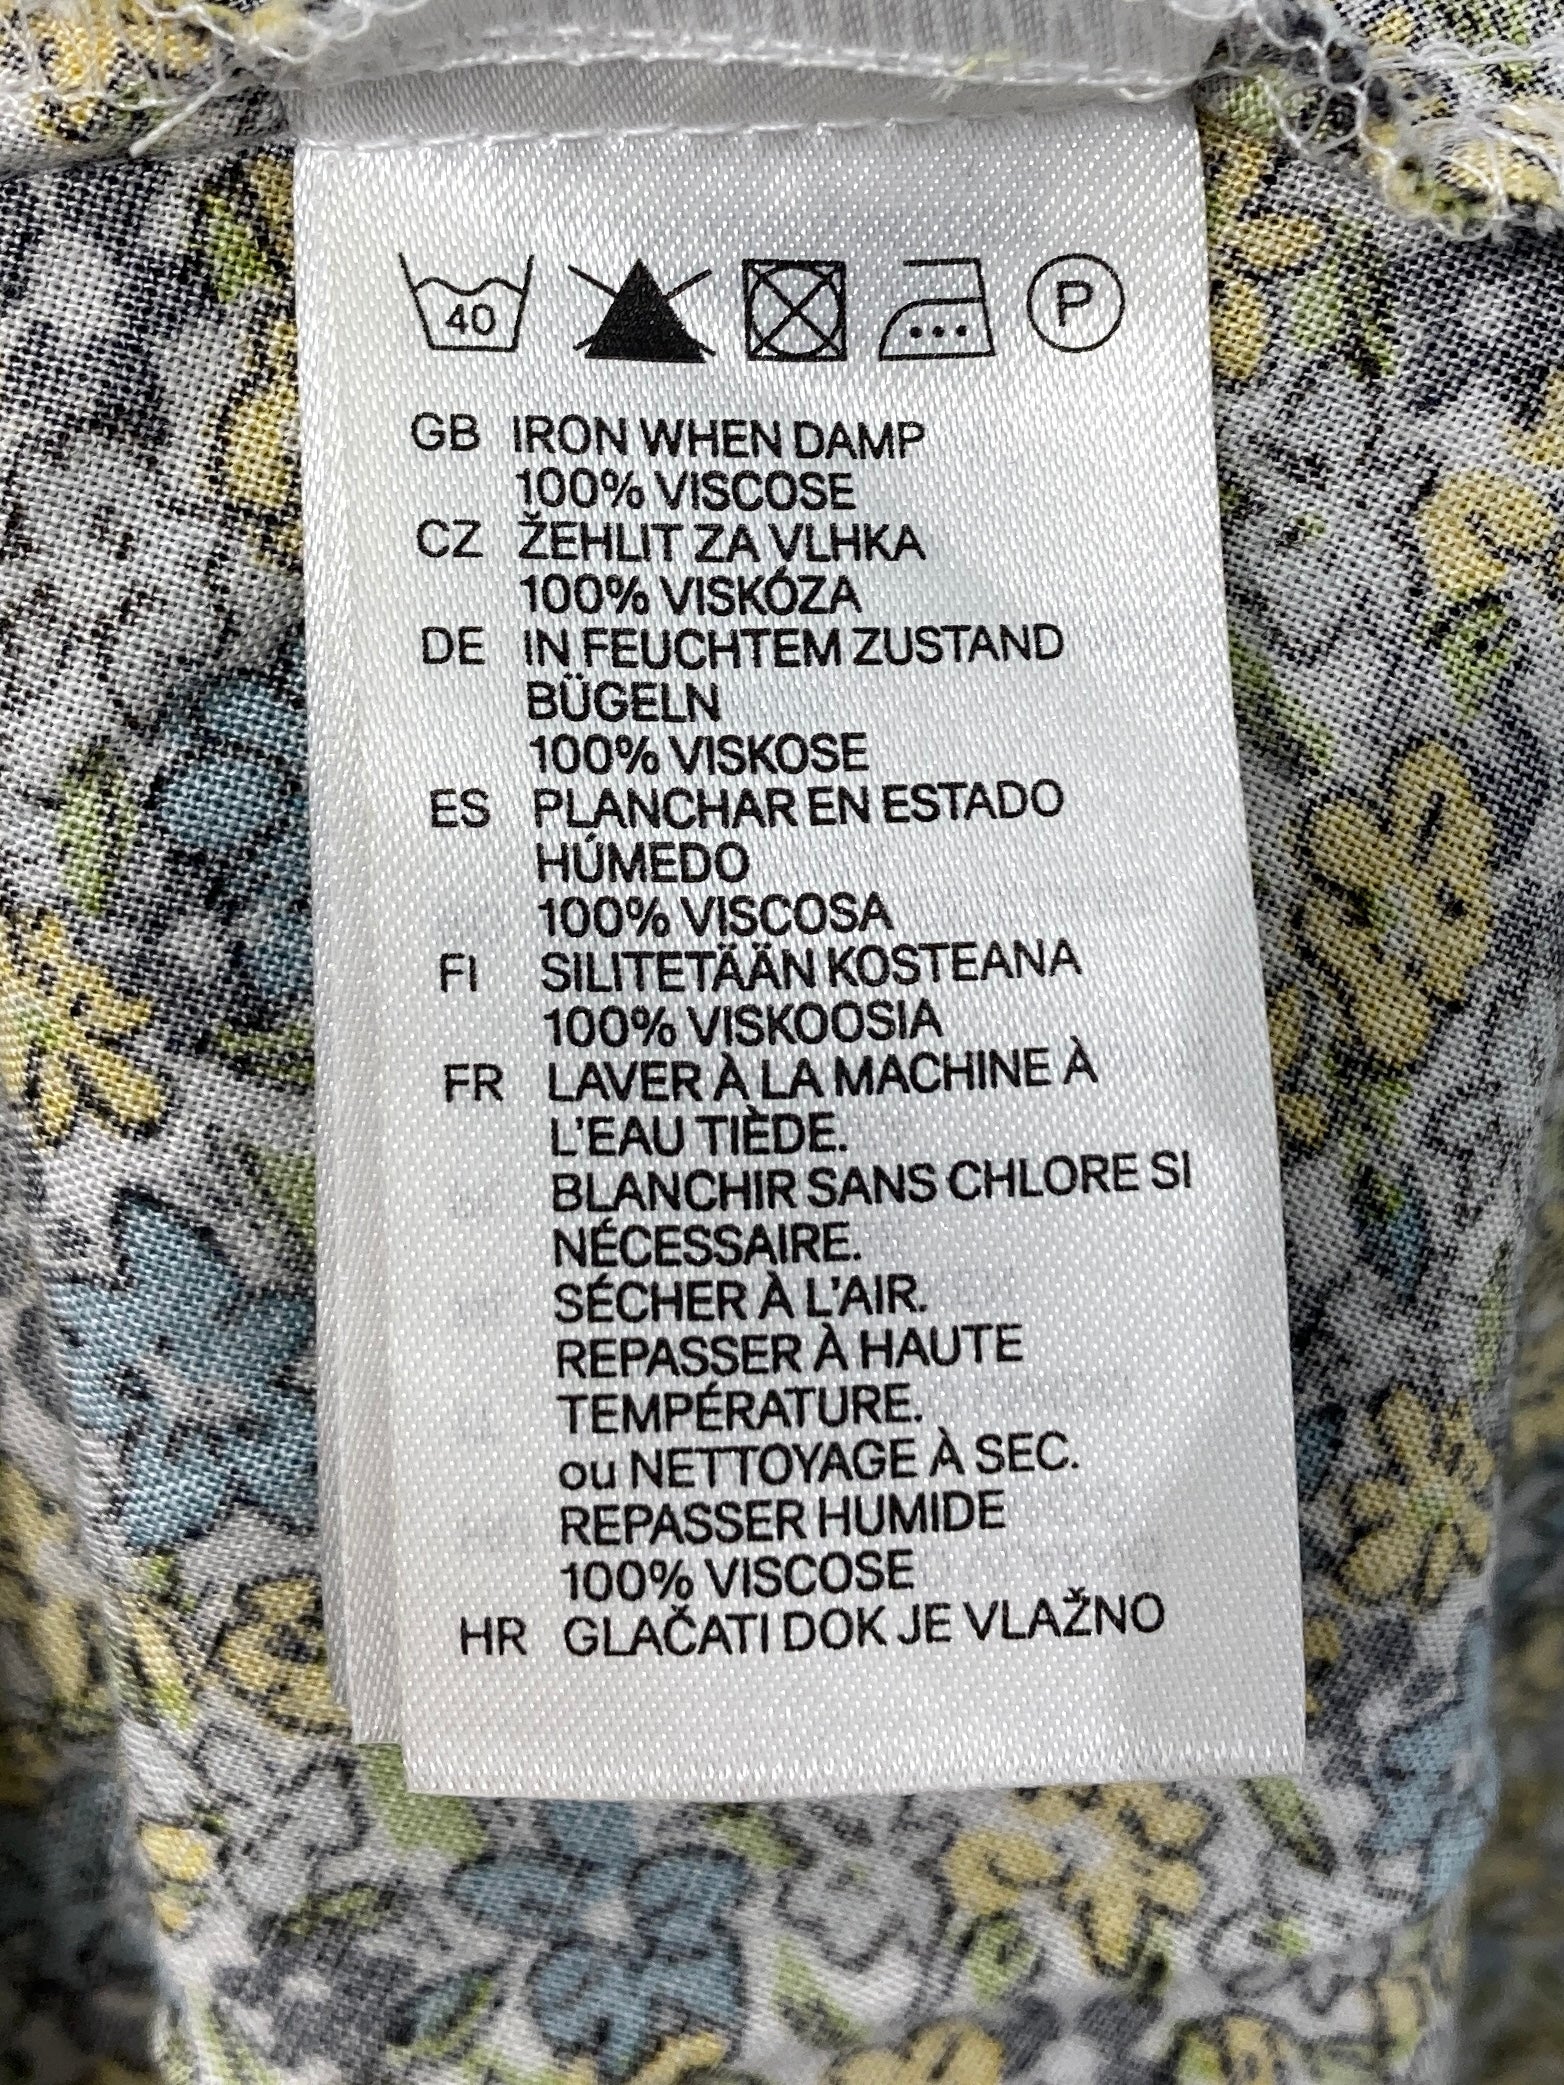 40 P
GB IRON WHEN DAMP
100% VISCOSE
CZ ŽEHLIT ZA VLHKA
100% VISKÓZA
DE IN FEUCHTEM ZUSTAND
BÜGELN
100% VISKOSE
ES PLANCHAR EN ESTADO
HÚMEDO
100% VISCOSA
FI SILITETÄÄN KOSTEANA
100% VISKOOSIA
FR LAVER À LA MACHINE À
L'EAU TIÈDE.
BLANCHIR SANS CHLORE SI
NÉCESSAIRE.
SÉCHER À L'AIR.
REPASSER À HAUTE
TEMPÉRATURE.
ou NETTOYAGE À SEC.
REPASSER HUMIDE
100% VISCOSE
HR GLAČATI DOK JE VLAŽNO